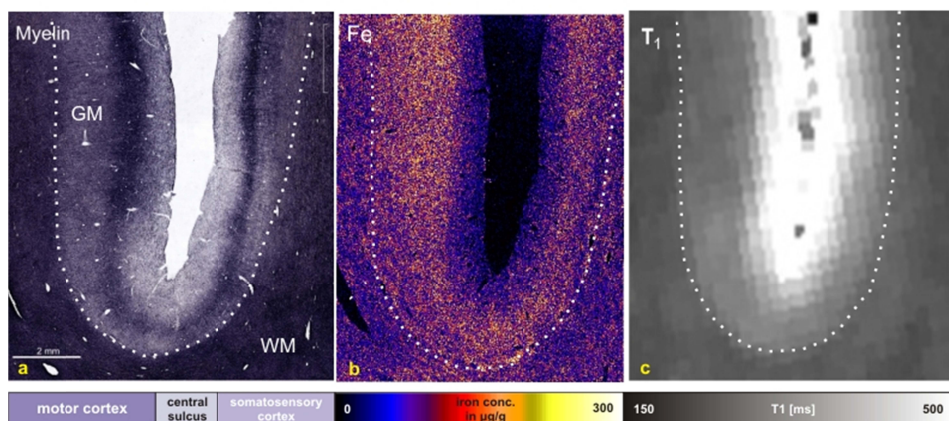 Myelin
GM
2 mm
WM
a
Fe
b
T1
c
motor cortex
central
sulcus
somatosensory
cortex
0
iron conc.
in µg/g
300
150
T1 [ms]
500